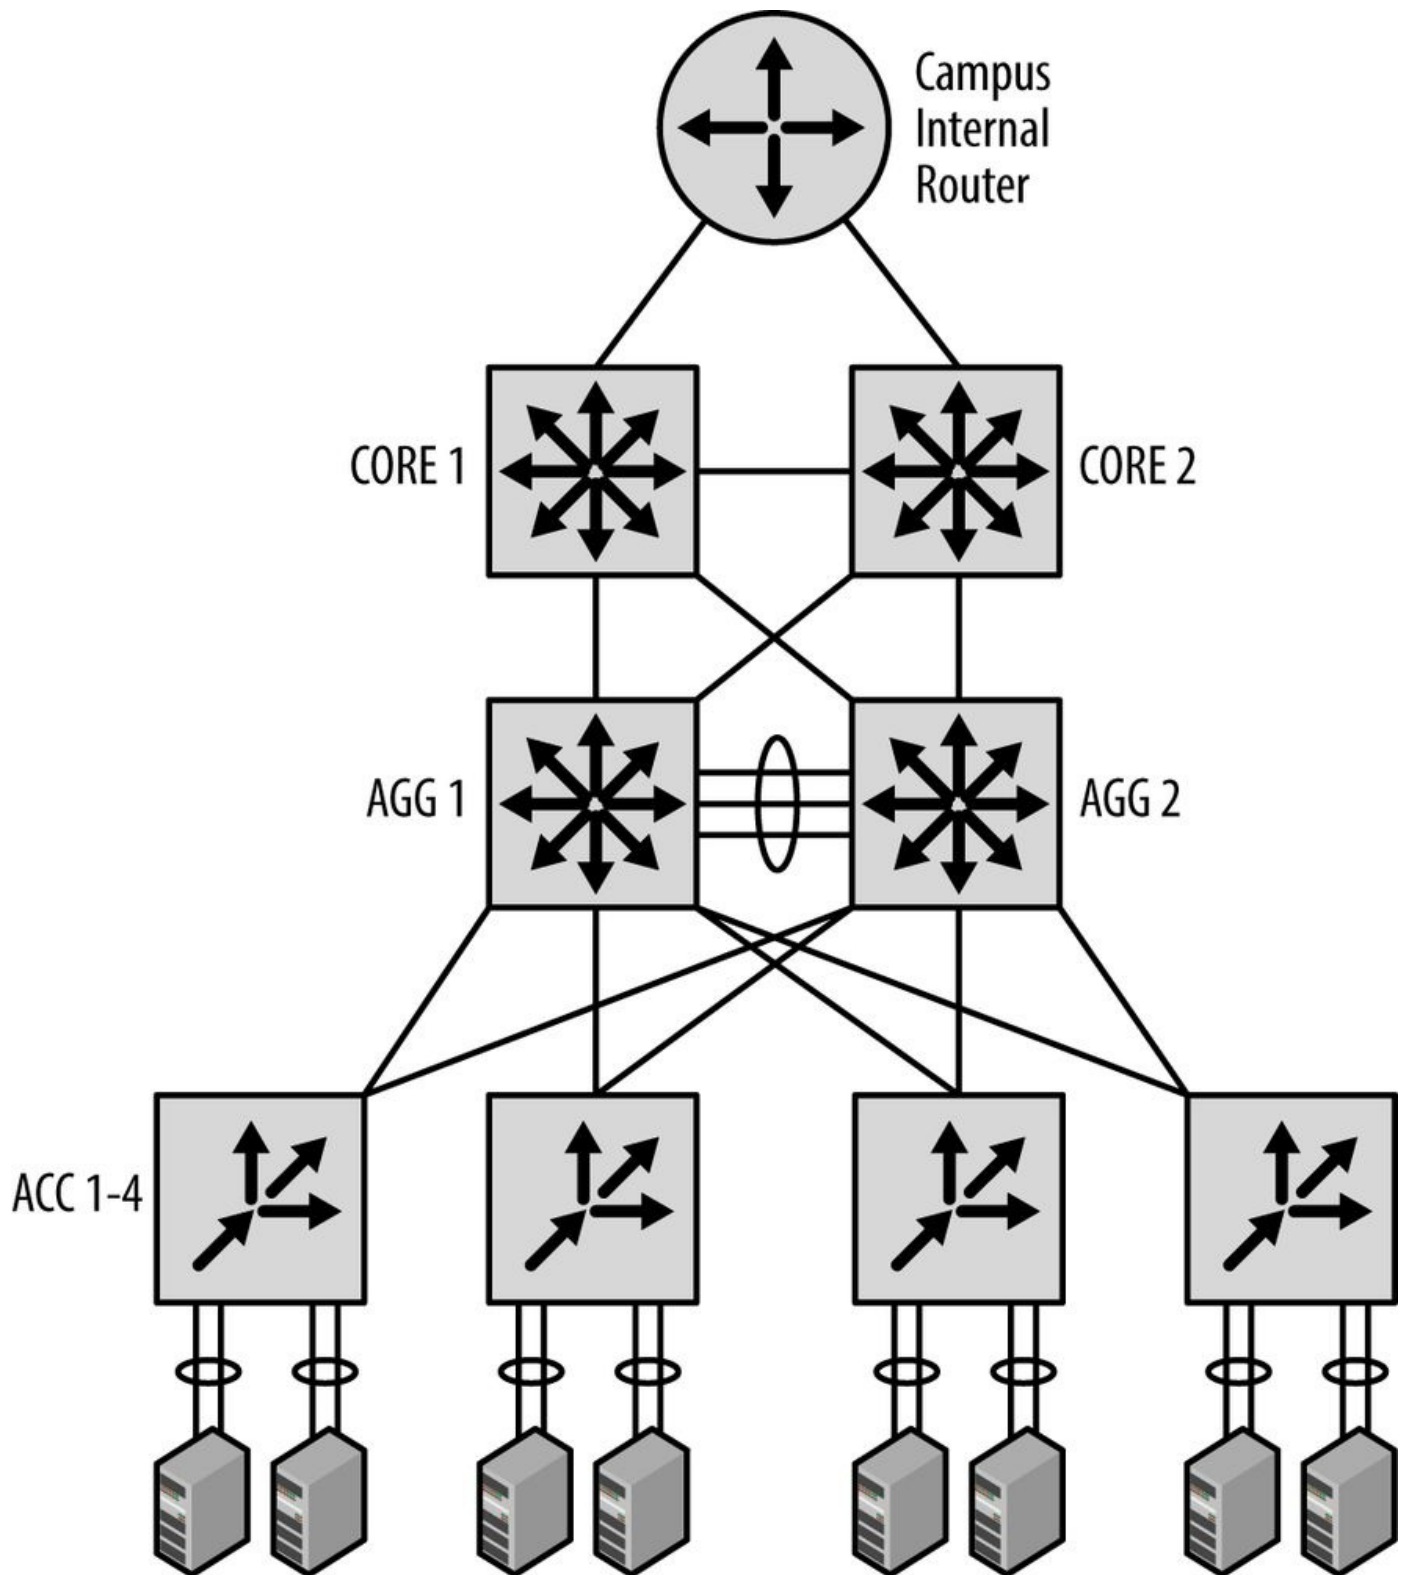 Campus
Internal
Router
CORE 1
CORE 2
AGG 1
AGG 2
ACC 1-4